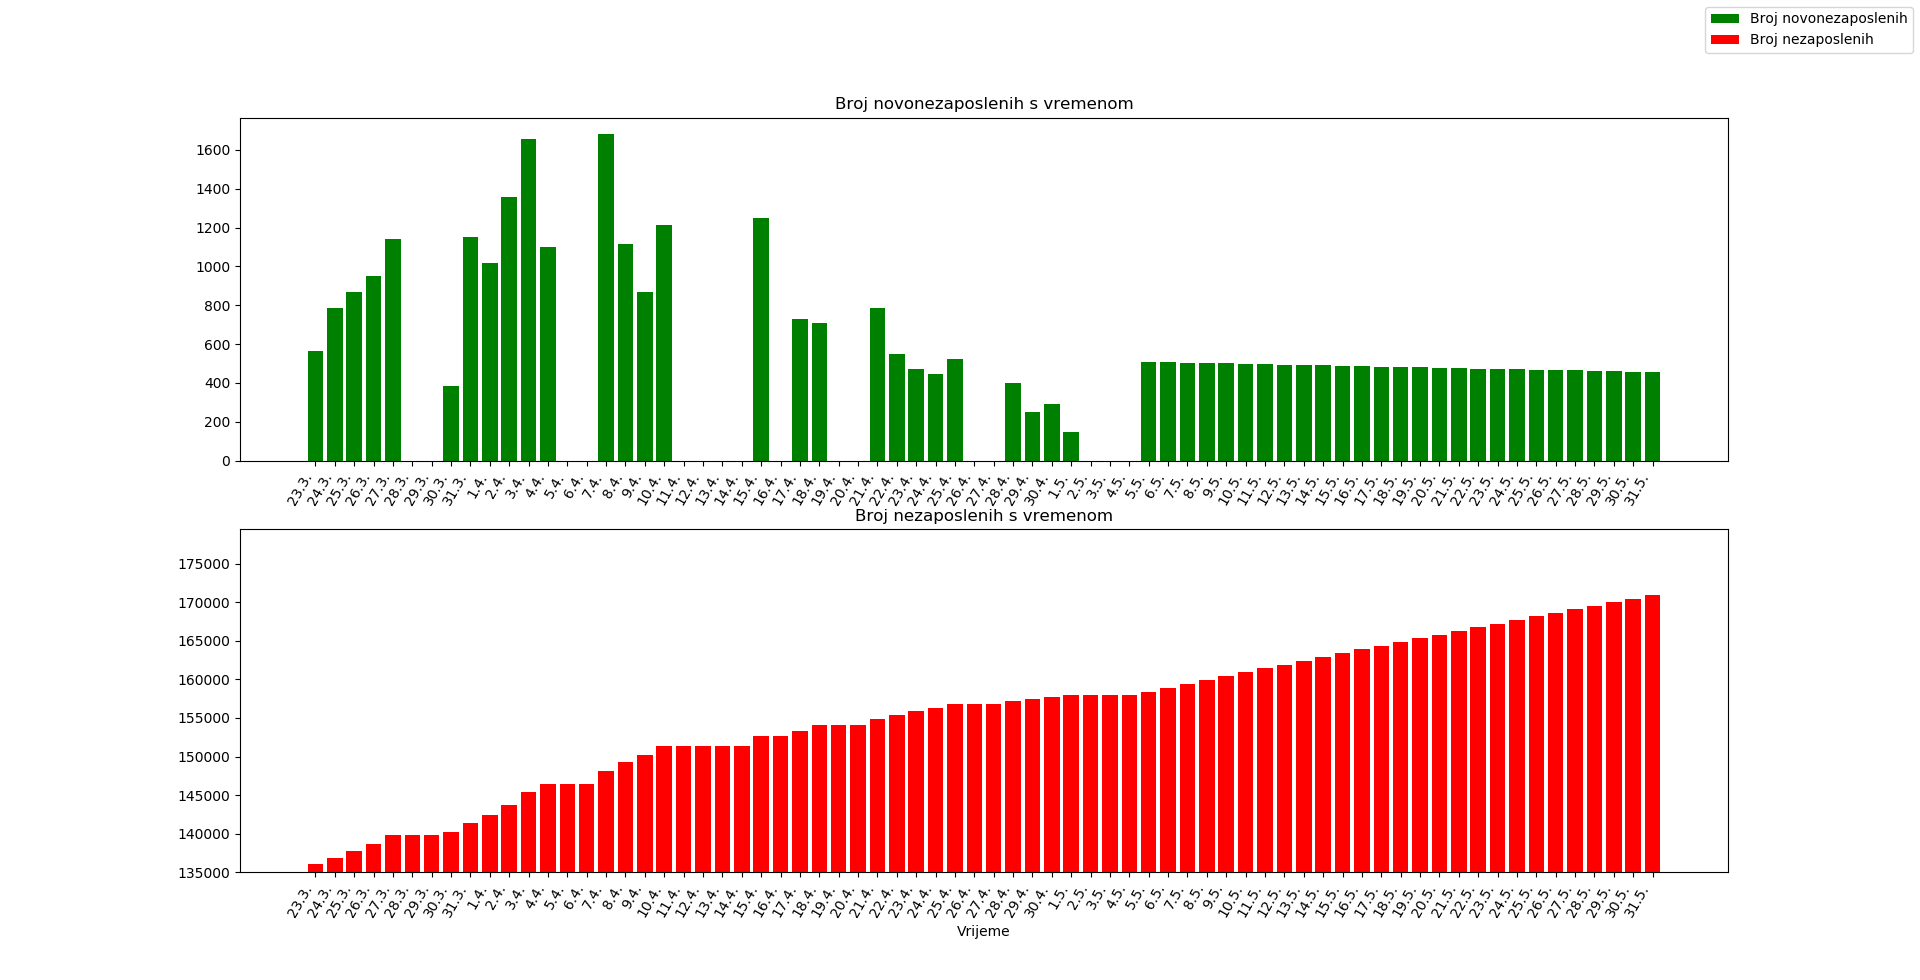 Broj novonezaposlenih
Broj nezaposlenih
Broj novonezaposlenih s vremenom
1600
1400
1200
1000
800
600
400
200
0
23.3. 24.3. 25.3. 26.3. 27.3. 28.3. 29.3. 30.3. 31.3. 1.4. 2.4. 3.4. 4.4. 5.4. 6.4. 7.4. 8.4. 9.4. 10.4. 11.4. 12.4. 13.4. 14.4. 15.4. 16.4. 17.4. 18.4. 19.4. 20.4. 21.4. 22.4. 23.4. 24.4. 25.4. 26.4. 27.4. 28.4. 29.4. 30.4. 1.5. 2.5. 3.5. 4.5. 5.5. 6.5. 7.5. 8.5. 9.5. 10.5. 11.5. 12.5. 13.5. 14.5. 15.5. 16.5. 17.5. 18.5. 19.5. 20.5. 21.5. 22.5. 23.5. 24.5. 25.5. 26.5. 27.5. 28.5. 29.5. 30.5. 31.5.
Broj nezaposlenih s vremenom
175000
170000
165000
160000
155000
150000
145000
140000
135000
23.3. 24.3. 25.3. 26.3. 27.3. 28.3. 29.3. 30.3. 31.3. 1.4. 2.4. 3.4. 4.4. 5.4. 6.4. 7.4. 8.4. 9.4. 10.4. 11.4. 12.4. 13.4. 14.4. 15.4. 16.4. 17.4. 18.4. 19.4. 20.4. 21.4. 22.4. 23.4. 24.4. 25.4. 26.4. 27.4. 28.4. 29.4. 30.4. 1.5. 2.5. 3.5. 4.5. 5.5. 6.5. 7.5. 8.5. 9.5. 10.5. 11.5. 12.5. 13.5. 14.5. 15.5. 16.5. 17.5. 18.5. 19.5. 20.5. 21.5. 22.5. 23.5. 24.5. 25.5. 26.5. 27.5. 28.5. 29.5. 30.5. 31.5.
Vrijeme